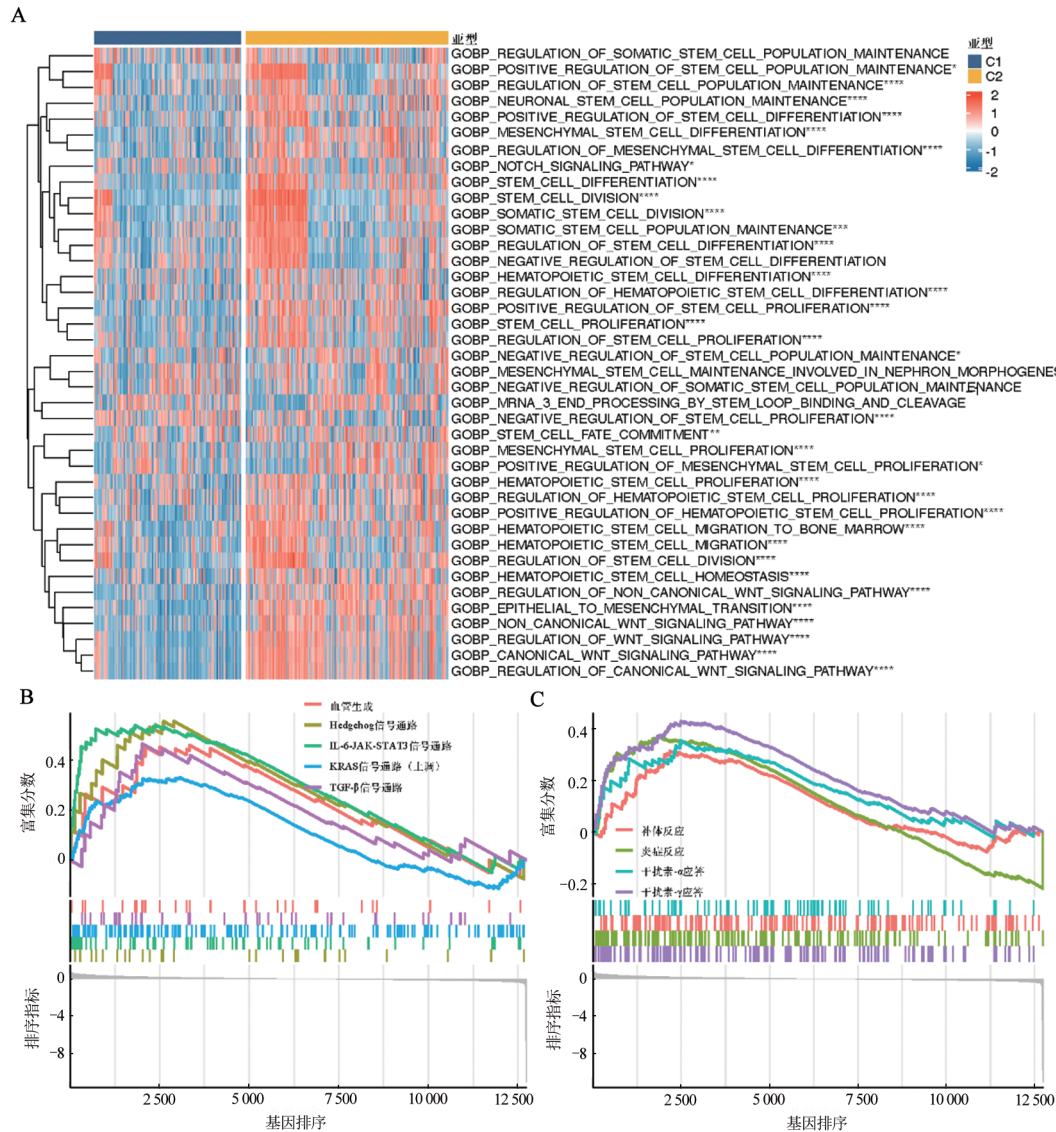 A
亚型
GOBP_REGULATION_OF_SOMATIC_STEM_CELL_POPULATION_MAINTENANCE
GOBP_POSITIVE_REGULATION_OF_STEM_CELL_POPULATION_MAINTENANCE*
GOBP_REGULATION_OF_STEM_CELL_POPULATION_MAINTENANCE****
GOBP_NEURONAL_STEM_CELL_POPULATION_MAINTENANCE****
GOBP_POSITIVE_REGULATION_OF_STEM_CELL_DIFFERENTIATION****
GOBP_MESENCHYMAL_STEM_CELL_DIFFERENTIATION****
GOBP_REGULATION_OF_MESENCHYMAL_STEM_CELL_DIFFERENTIATION****
GOBP_NOTCH_SIGNALING_PATHWAY*
GOBP_STEM_CELL_DIFFERENTIATION****
GOBP_STEM_CELL_DIVISION****
GOBP_SOMATIC_STEM_CELL_DIVISION****
GOBP_SOMATIC_STEM_CELL_POPULATION_MAINTENANCE***
GOBP_REGULATION_OF_STEM_CELL_DIFFERENTIATION****
GOBP_NEGATIVE_REGULATION_OF_STEM_CELL_DIFFERENTIATION
GOBP_HEMATOPOIETIC_STEM_CELL_DIFFERENTIATION****
GOBP_REGULATION_OF_HEMATOPOIETIC_STEM_CELL_DIFFERENTIATION****
GOBP_POSITIVE_REGULATION_OF_STEM_CELL_PROLIFERATION****
GOBP_STEM_CELL_PROLIFERATION****
GOBP_REGULATION_OF_STEM_CELL_PROLIFERATION****
GOBP_NEGATIVE_REGULATION_OF_STEM_CELL_POPULATION_MAINTENANCE*
GOBP_MESENCHYMAL_STEM_CELL_MAINTENANCE_INVOLVED_IN_NEPHRON_MORPHOGENES
GOBP_NEGATIVE_REGULATION_OF_SOMATIC_STEM_CELL_POPULATION_MAINTENANCE
GOBP_MRNA_3_END_PROCESSING_BY_STEM_LOOP_BINDING_AND_CLEAVAGE
GOBP_NEGATIVE_REGULATION_OF_STEM_CELL_PROLIFERATION****
GOBP_STEM_CELL_FATE_COMMITMENT**
GOBP_MESENCHYMAL_STEM_CELL_PROLIFERATION****
GOBP_POSITIVE_REGULATION_OF_MESENCHYMAL_STEM_CELL_PROLIFERATION*
GOBP_HEMATOPOIETIC_STEM_CELL_PROLIFERATION****
GOBP_REGULATION_OF_HEMATOPOIETIC_STEM_CELL_PROLIFERATION****
GOBP_POSITIVE_REGULATION_OF_HEMATOPOIETIC_STEM_CELL_PROLIFERATION****
GOBP_HEMATOPOIETIC_STEM_CELL_MIGRATION_TO_BONE_MARROW****
GOBP_HEMATOPOIETIC_STEM_CELL_MIGRATION****
GOBP_REGULATION_OF_STEM_CELL_DIVISION****
GOBP_HEMATOPOIETIC_STEM_CELL_HOMEOSTASIS****
GOBP_REGULATION_OF_NON_CANONICAL_WNT_SIGNALING_PATHWAY****
GOBP_EPITHELIAL_TO_MESENCHYMAL_TRANSITION****
GOBP_NON_CANONICAL_WNT_SIGNALING_PATHWAY****
GOBP_REGULATION_OF_WNT_SIGNALING_PATHWAY****
GOBP_CANONICAL_WNT_SIGNALING_PATHWAY****
GOBP_REGULATION_OF_CANONICAL_WNT_SIGNALING_PATHWAY****
亚型
C1
C2
2
1
0
-1
-2
B
富集分数
0.4
0.2
0
血管生成
Hedgehog信号通路
IL-6-JAK-STAT3信号通路
KRAS信号通路（上调）
TGF-β信号通路
排序指标
0
-4
-8
2 500
5 000
7 500
10 000
12 750
基因排序
C
富集分数
0.4
0.2
0
-0.2
补体反应
炎症反应
干扰素-α应答
干扰素-γ应答
排序指标
0
-4
-8
2 500
5 000
7 500
10 000
12 750
基因排序